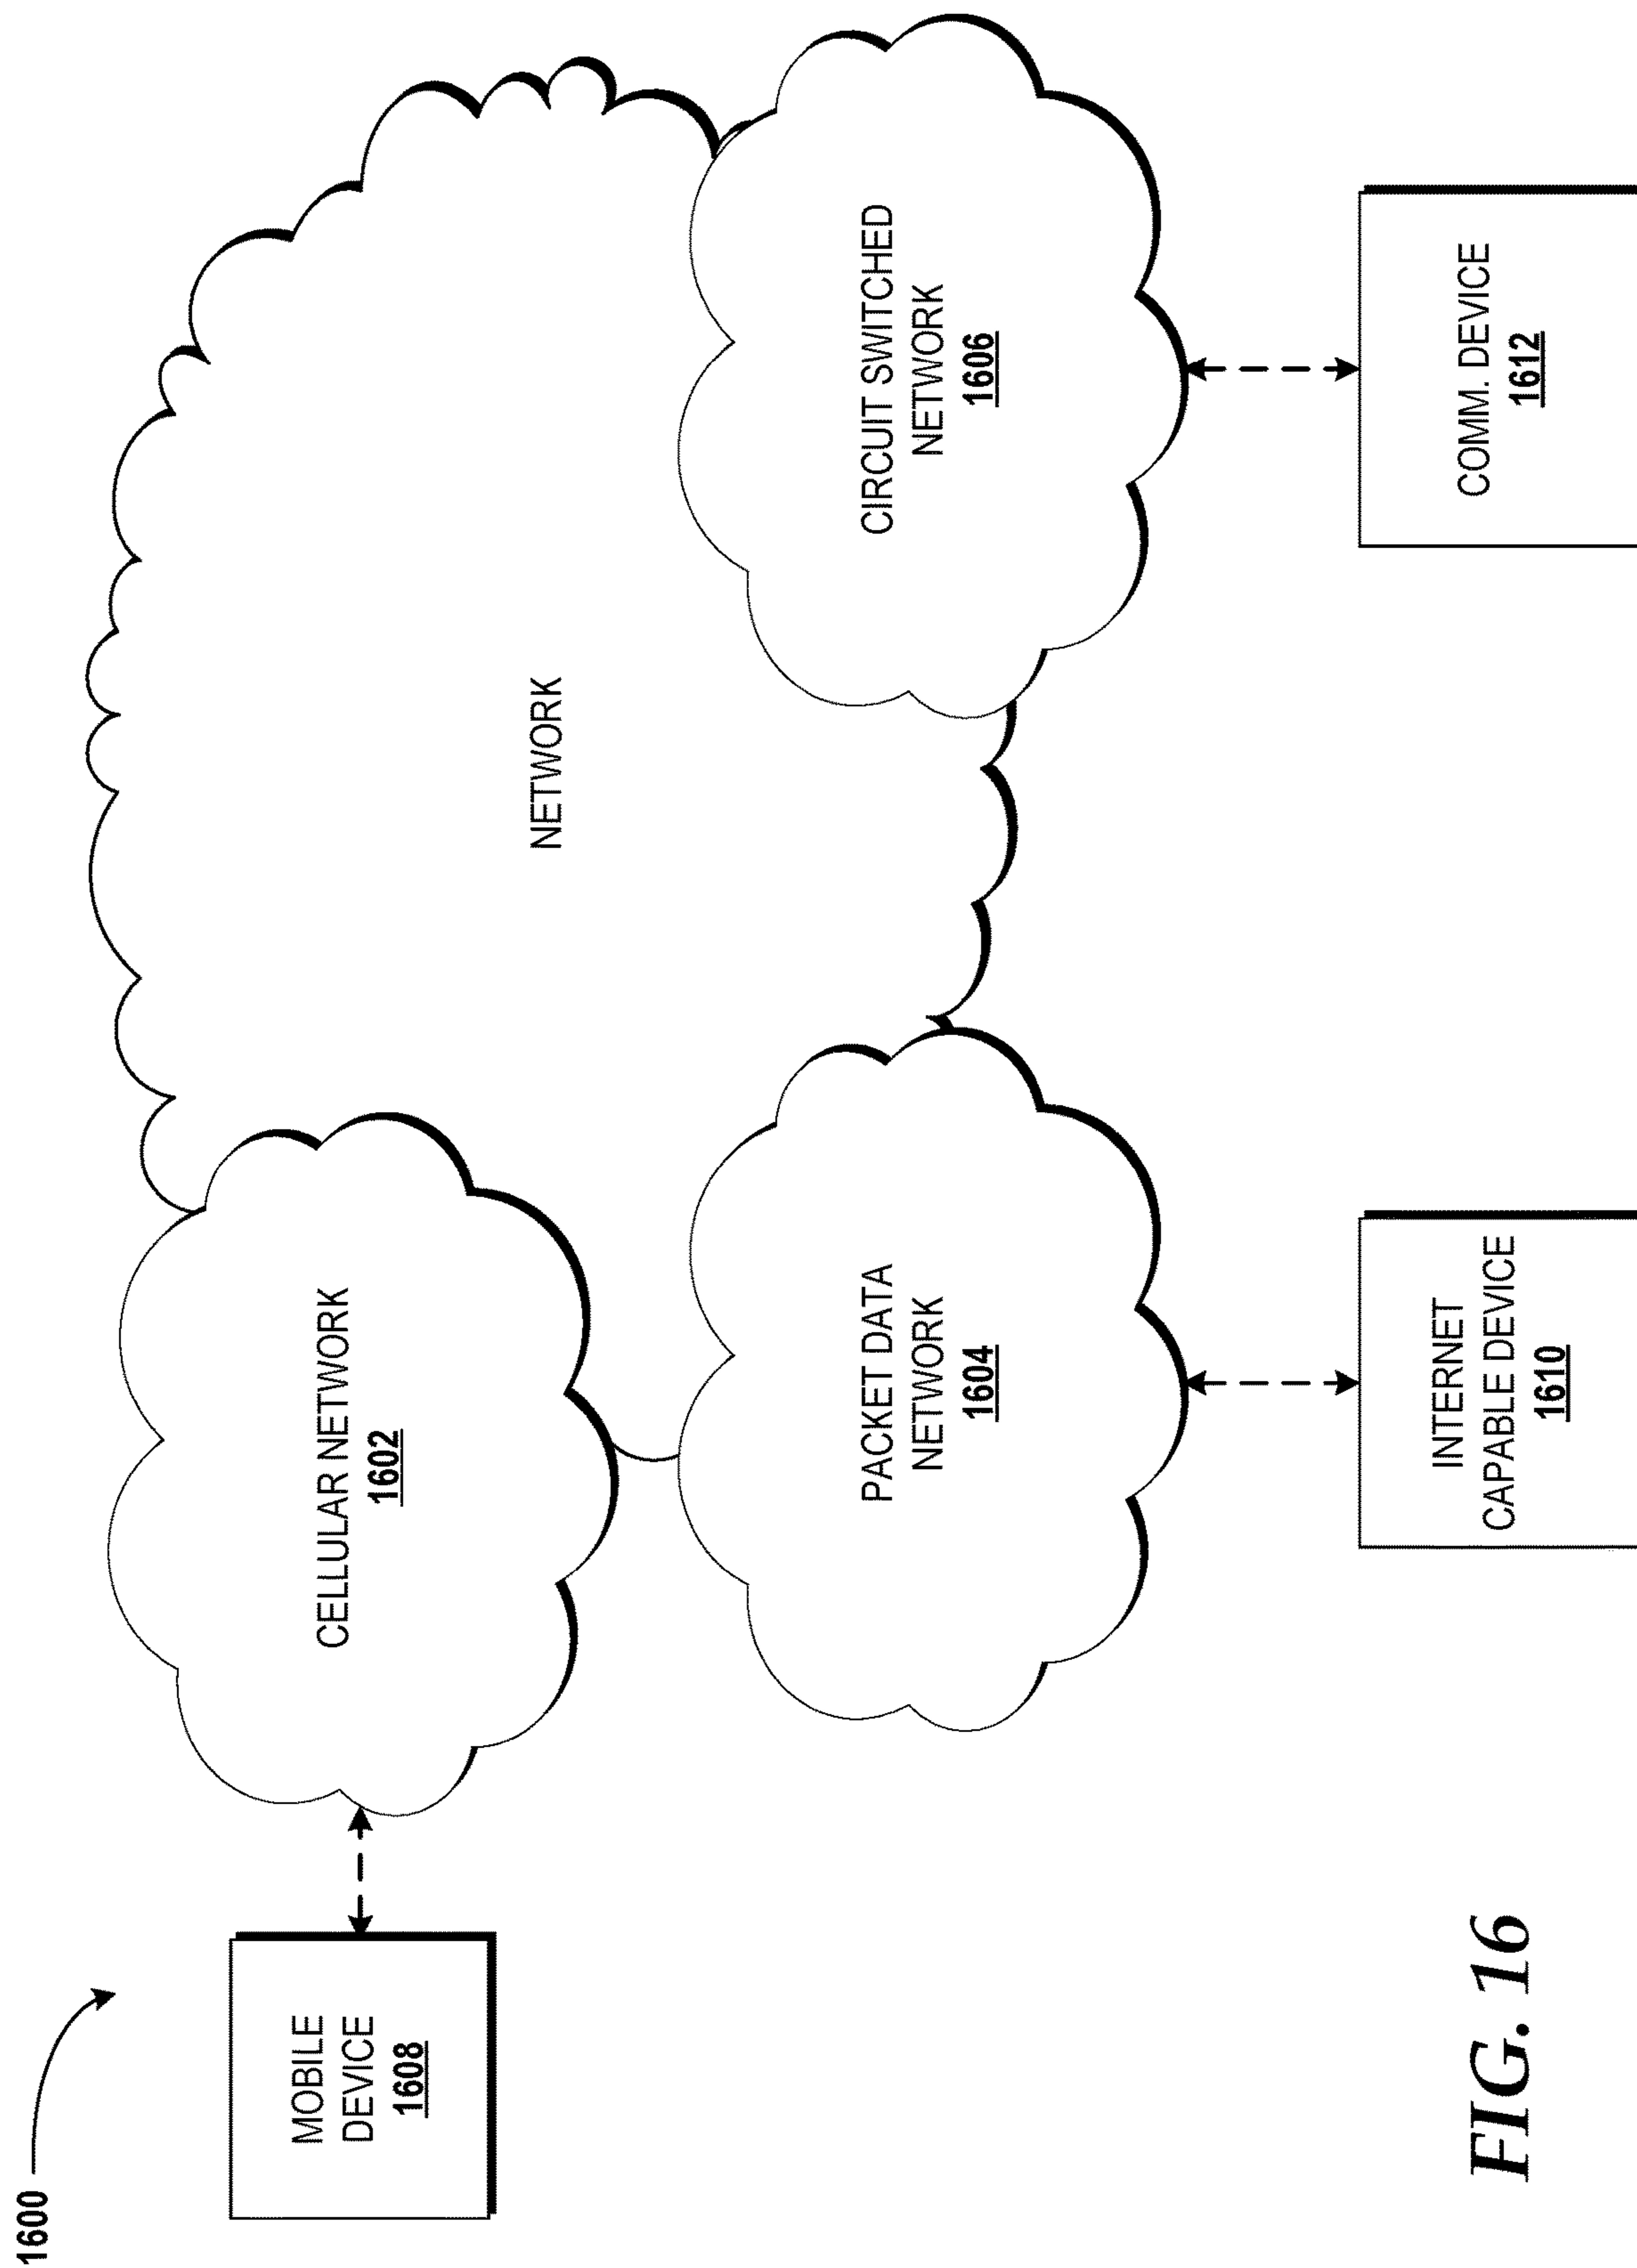 1600
MOBILE
DEVICE
1608
CELLULAR NETWORK
1602
NETWORK
PACKET DATA
NETWORK
1604
CIRCUIT SWITCHED
NETWORK
1606
INTERNET
CAPABLE DEVICE
1610
COMM. DEVICE
1612
FIG. 16